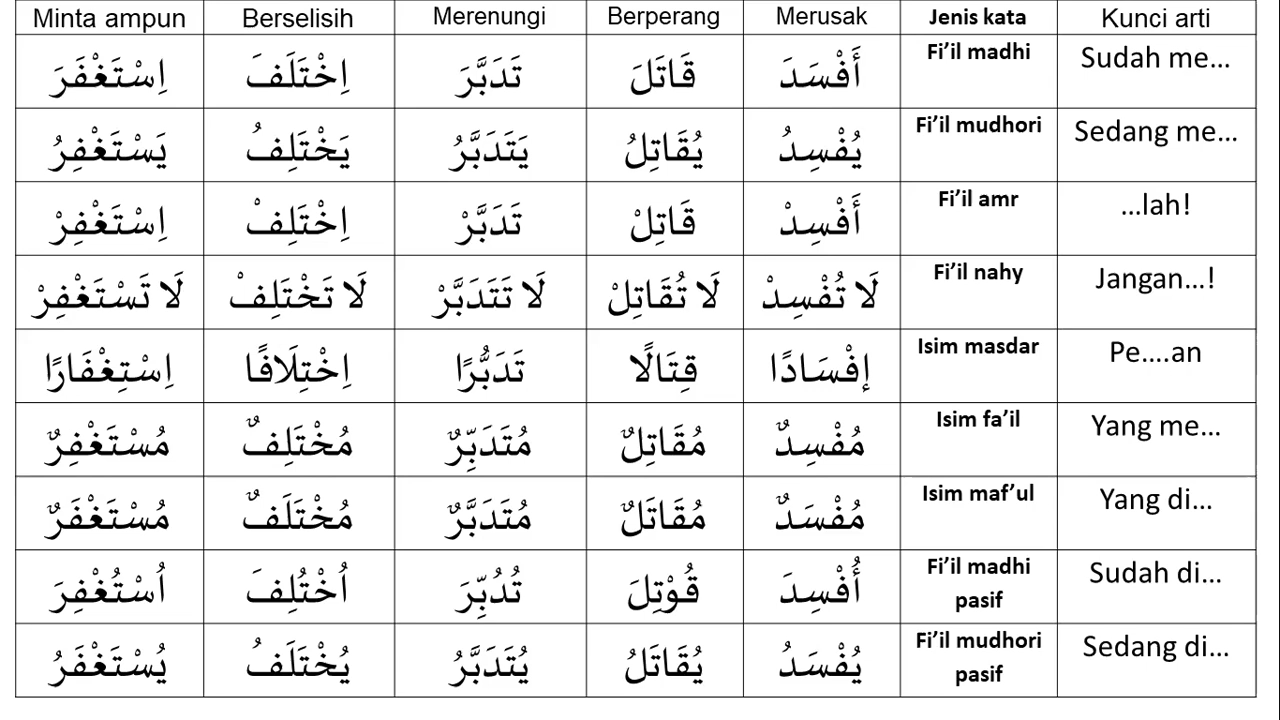 Minta ampun Berselisih Merenungi Berperang Merusak Jenis kata Kunci arti
اِسْتَغْفَرَ اِخْتَلَفَ تَدَبَّرَ قَاتَلَ أَفْسَدَ Fi’il madhi Sudah me...
يَسْتَغْفِرُ يَخْتَلِفُ يَتَدَبَّرُ يُقَاتِلُ يُفْسِدُ Fi’il mudhori Sedang me...
اِسْتَغْفِرْ اِخْتَلِفْ تَدَبَّرْ قَاتِلْ أَفْسِدْ Fi’il amr ...lah!
لَا تَسْتَغْفِرْ لَا تَخْتَلِفْ لَا تَتَدَبَّرْ لَا تُقَاتِلْ لَا تُفْسِدْ Fi’il nahy Jangan...!
اِسْتِغْفَارًا اِخْتِلَافًا تَدَبُّرًا قِتَالًا إفْسَادًا Isim masdar Pe....an
مُسْتَغْفِرٌ مُخْتَلِفٌ مُتَدَبِّرٌ مُقَاتِلٌ مُفْسِدٌ Isim fa’il Yang me...
مُسْتَغْفَرٌ مُخْتَلَفٌ مُتَدَبَّرٌ مُقَاتَلٌ مُفْسَدٌ Isim maf’ul Yang di...
اُسْتُغْفِرَ اُخْتُلِفَ تُدُبِّرَ قُوْتِلَ أُفْسِدَ Fi’il madhi Sudah di...
pasif
يُسْتَغْفَرُ يُخْتَلَفُ يُتَدَبَّرُ يُقَاتَلُ يُفْسَدُ Fi’il mudhori Sedang di...
pasif